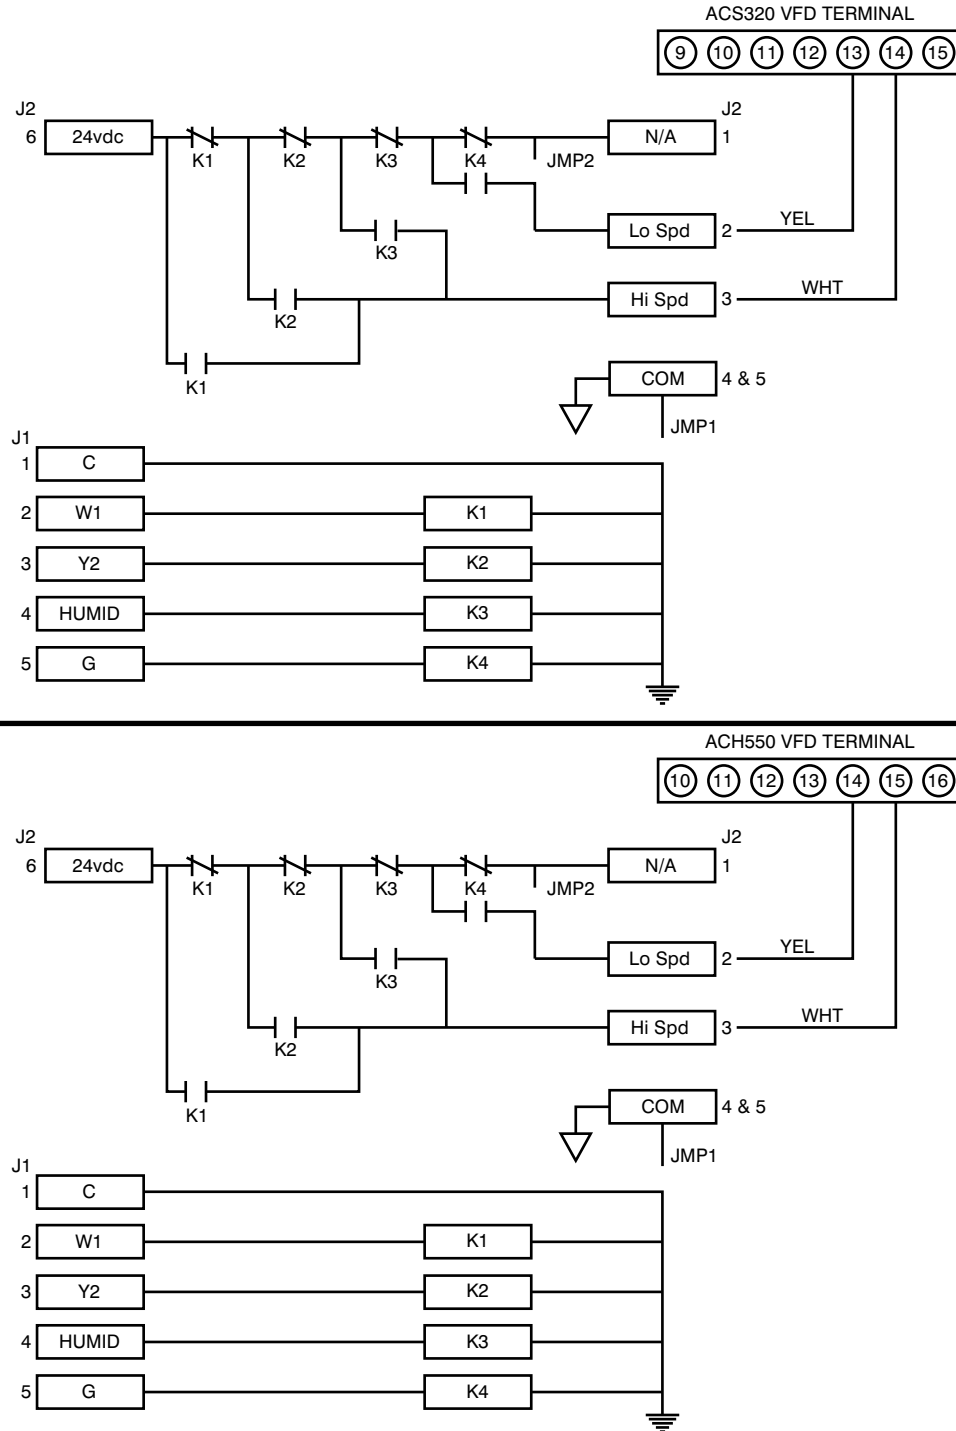 ACS320 VFD TERMINAL
9 10 11 12 13 14 15
J2 J2
6 24vdc N/A 1
K1 K2 K3 K4 JMP2
YEL
Lo Spd 2
K3
WHT
Hi Spd 3
K2
COM 4 & 5
K1
JMP1
J1
1 C
2 W1 K1
3 Y2 K2
4 HUMID K3
5 G K4
ACH550 VFD TERMINAL
10 11 12 13 14 15 16
J2 J2
6 24vdc N/A 1
K1 K2 K3 K4 JMP2
YEL
Lo Spd 2
K3
WHT
Hi Spd 3
K2
COM 4 & 5
K1
JMP1
J1
1 C
2 W1 K1
3 Y2 K2
4 HUMID K3
5 G K4